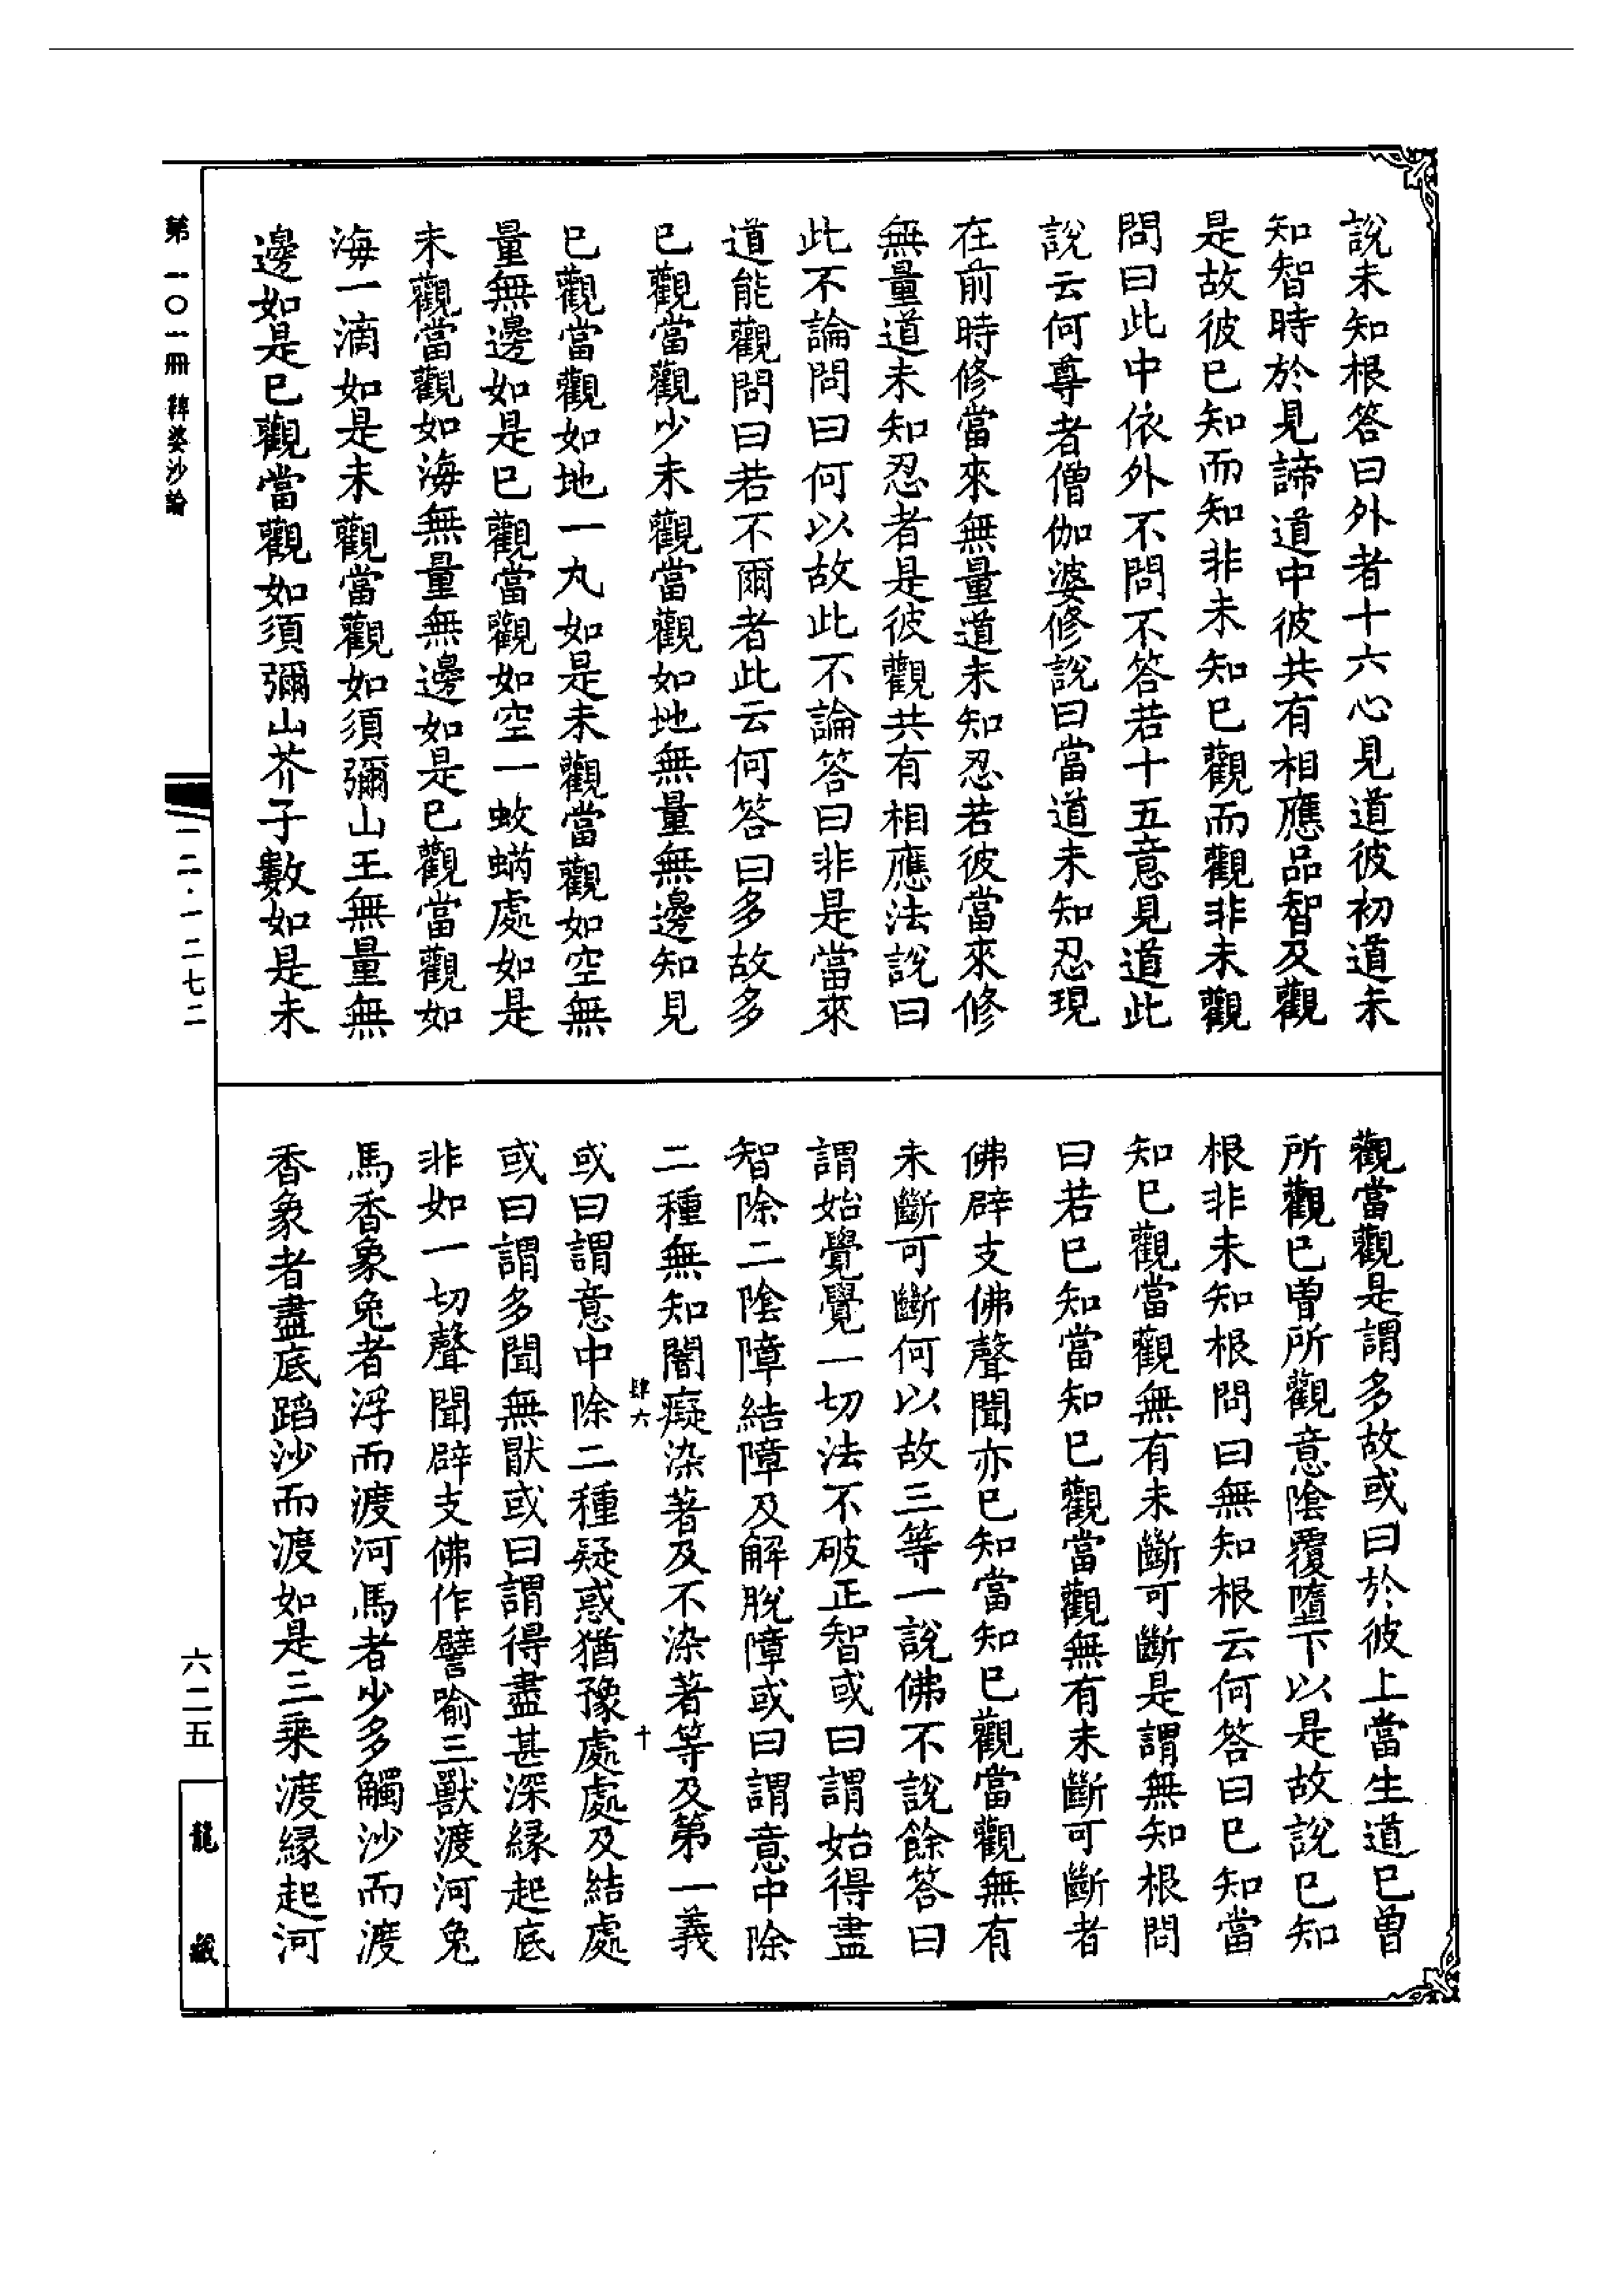 說未知根答曰外者十六心見道彼初道未
知智時於見諦道中彼共有相應品智及觀
是故彼已知而知非未知已觀而觀非未觀
問曰此中依外不問不答若十五意見道此
說云何尊者僧伽婆修說曰當道未知忍現
在前時修當來無量道未知忍若彼當來修
無量道未知忍者是彼觀共有相應法說曰
此不論問曰何以故此不論答曰非是當來
道能觀問曰若不爾者此云何答曰多故多
已觀當觀少未觀當觀如地無量無邊知見
已觀當觀如地一丸如是未觀當觀如空無
量無邊如是已觀當觀如空一蚊蜹處如是
未觀當觀如海無量無邊如是已觀當觀如
海一滴如是未觀當觀如須彌山王無量無
邊如是已觀當觀如須彌山芥子數如是未
觀當觀是謂多故或曰於彼上當生道已曾
所觀已曾所觀意陰覆墮下以是故說已知
根非未知根問曰無知根云何答曰已知當
知已觀當觀無有未斷可斷是謂無知根問
曰若已知當知已觀當觀無有未斷可斷者
佛辟支佛聲聞亦已知當知已觀當觀無有
未斷可斷何以故三等一說佛不說餘答曰
謂始覺覺一切法不破正智或曰謂始得盡
智除二陰障結障及解脫障或曰謂意中除
二種無知闇癡染著及不染著等及第一義
肆六
十
或曰謂意中除二種疑惑猶豫處處及結處
或曰謂多聞無猒或曰謂得盡甚深緣起底
非如一切聲聞辟支佛作譬喻三獸渡河兔
馬香象兔者浮而渡河馬者少多觸沙而渡
香象者盡底蹈沙而渡如是三乘渡緣起河
第一〇一冊 鞞婆沙論
一二·一二七二
六二五
龍藏